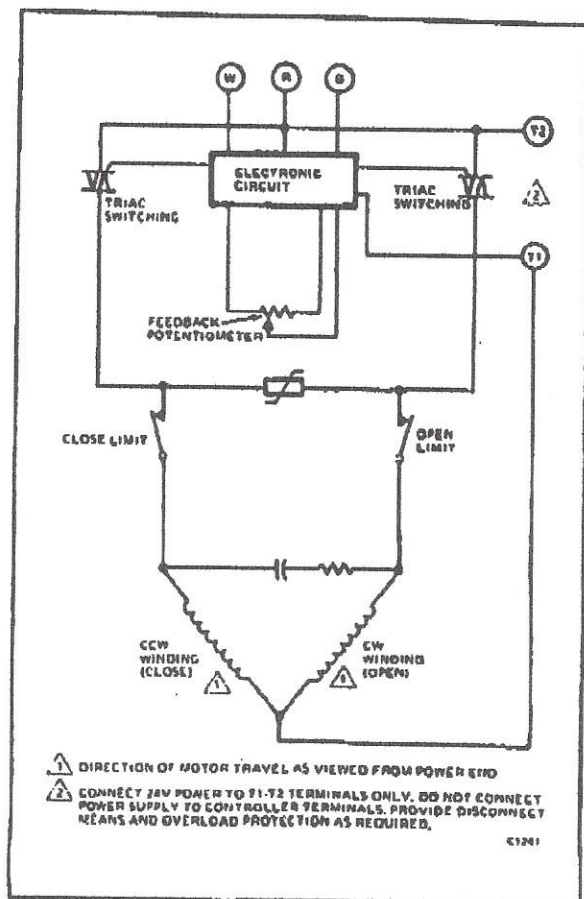 W R B
T2
ELECTRONIC
CIRCUIT
TRIAC
SWITCHING
TRIAC
SWITCHING
2
T1
FEEDBACK
POTENTIOMETER
CLOSE LIMIT
OPEN
LIMIT
CCW
WINDING
(CLOSE)
1
CW
WINDING
(OPEN)
1
1 DIRECTION OF MOTOR TRAVEL AS VIEWED FROM POWER END
2 CONNECT 24V POWER TO T1-T2 TERMINALS ONLY. DO NOT CONNECT
POWER SUPPLY TO CONTROLLER TERMINALS. PROVIDE DISCONNECT
MEANS AND OVERLOAD PROTECTION AS REQUIRED.